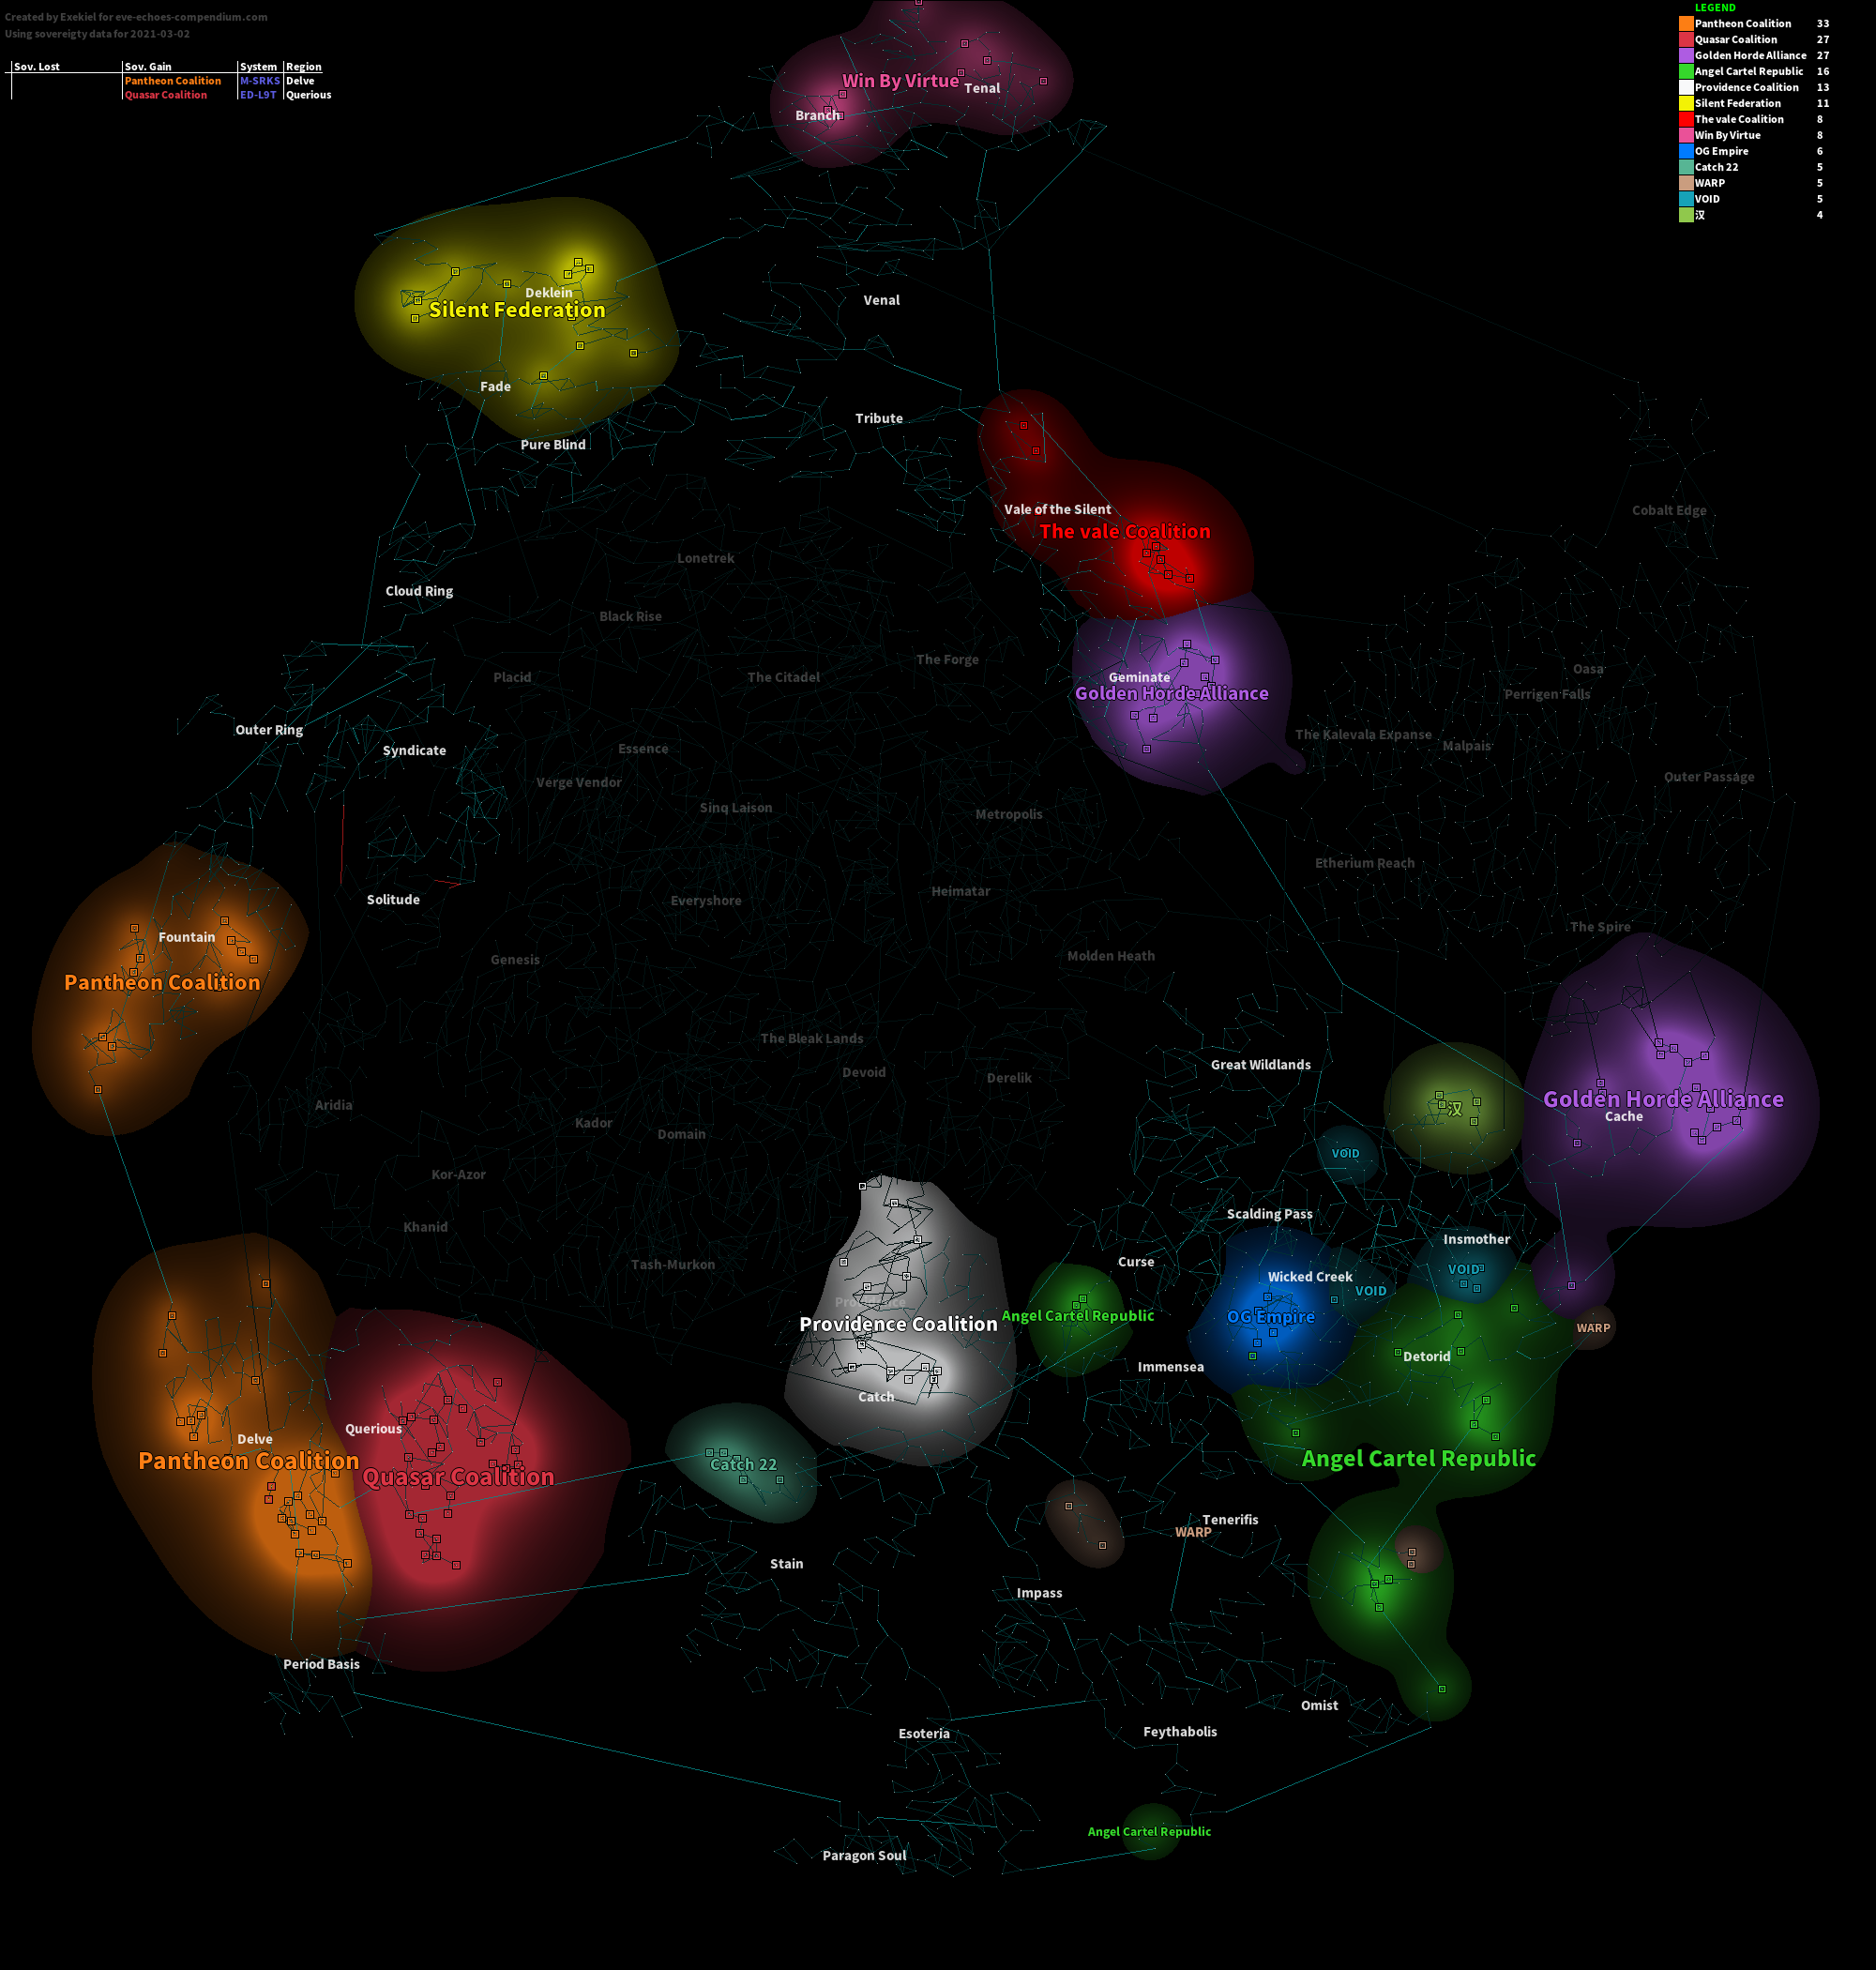 Created by Exekiel for eve-echoes-compendium.com
Using sovereigty data for 2021-03-02
Sov. Lost Sov. Gain System Region
Pantheon Coalition M-SRKS Delve
Quasar Coalition ED-L9T Querious
LEGEND
Pantheon Coalition 33
Quasar Coalition 27
Golden Horde Alliance 27
Angel Cartel Republic 16
Providence Coalition 13
Silent Federation 11
The vale Coalition 8
Win By Virtue 8
OG Empire 6
Catch 22 5
WARP 5
VOID 5
汉 4
Win By Virtue
Tenal
Branch
Deklein
Venal
Silent Federation
Fade
Tribute
Pure Blind
Vale of the Silent
Cobalt Edge
The vale Coalition
Lonetrek
Cloud Ring
Black Rise
The Forge
Oasa
Placid
The Citadel
Geminate
Golden Horde Alliance
Perrigen Falls
Outer Ring
The Kalevala Expanse
Malpais
Syndicate
Essence
Outer Passage
Verge Vendor
Sinq Laison
Metropolis
Etherium Reach
Heimatar
Solitude
Everyshore
The Spire
Fountain
Molden Heath
Genesis
Pantheon Coalition
The Bleak Lands
Great Wildlands
Devoid
Derelik
Golden Horde Alliance
Aridia
汉
Cache
Kador
Domain
VOID
Kor-Azor
Scalding Pass
Khanid
Insmother
Curse
Tash-Murkon
VOID
Wicked Creek
VOID
Providence
Angel Cartel Republic
OG Empire
Providence Coalition
WARP
Detorid
Immensea
Catch
Querious
Delve
Pantheon Coalition
Angel Cartel Republic
Catch 22
Quasar Coalition
Tenerifis
WARP
Stain
Impass
Period Basis
Omist
Esoteria
Feythabolis
Angel Cartel Republic
Paragon Soul